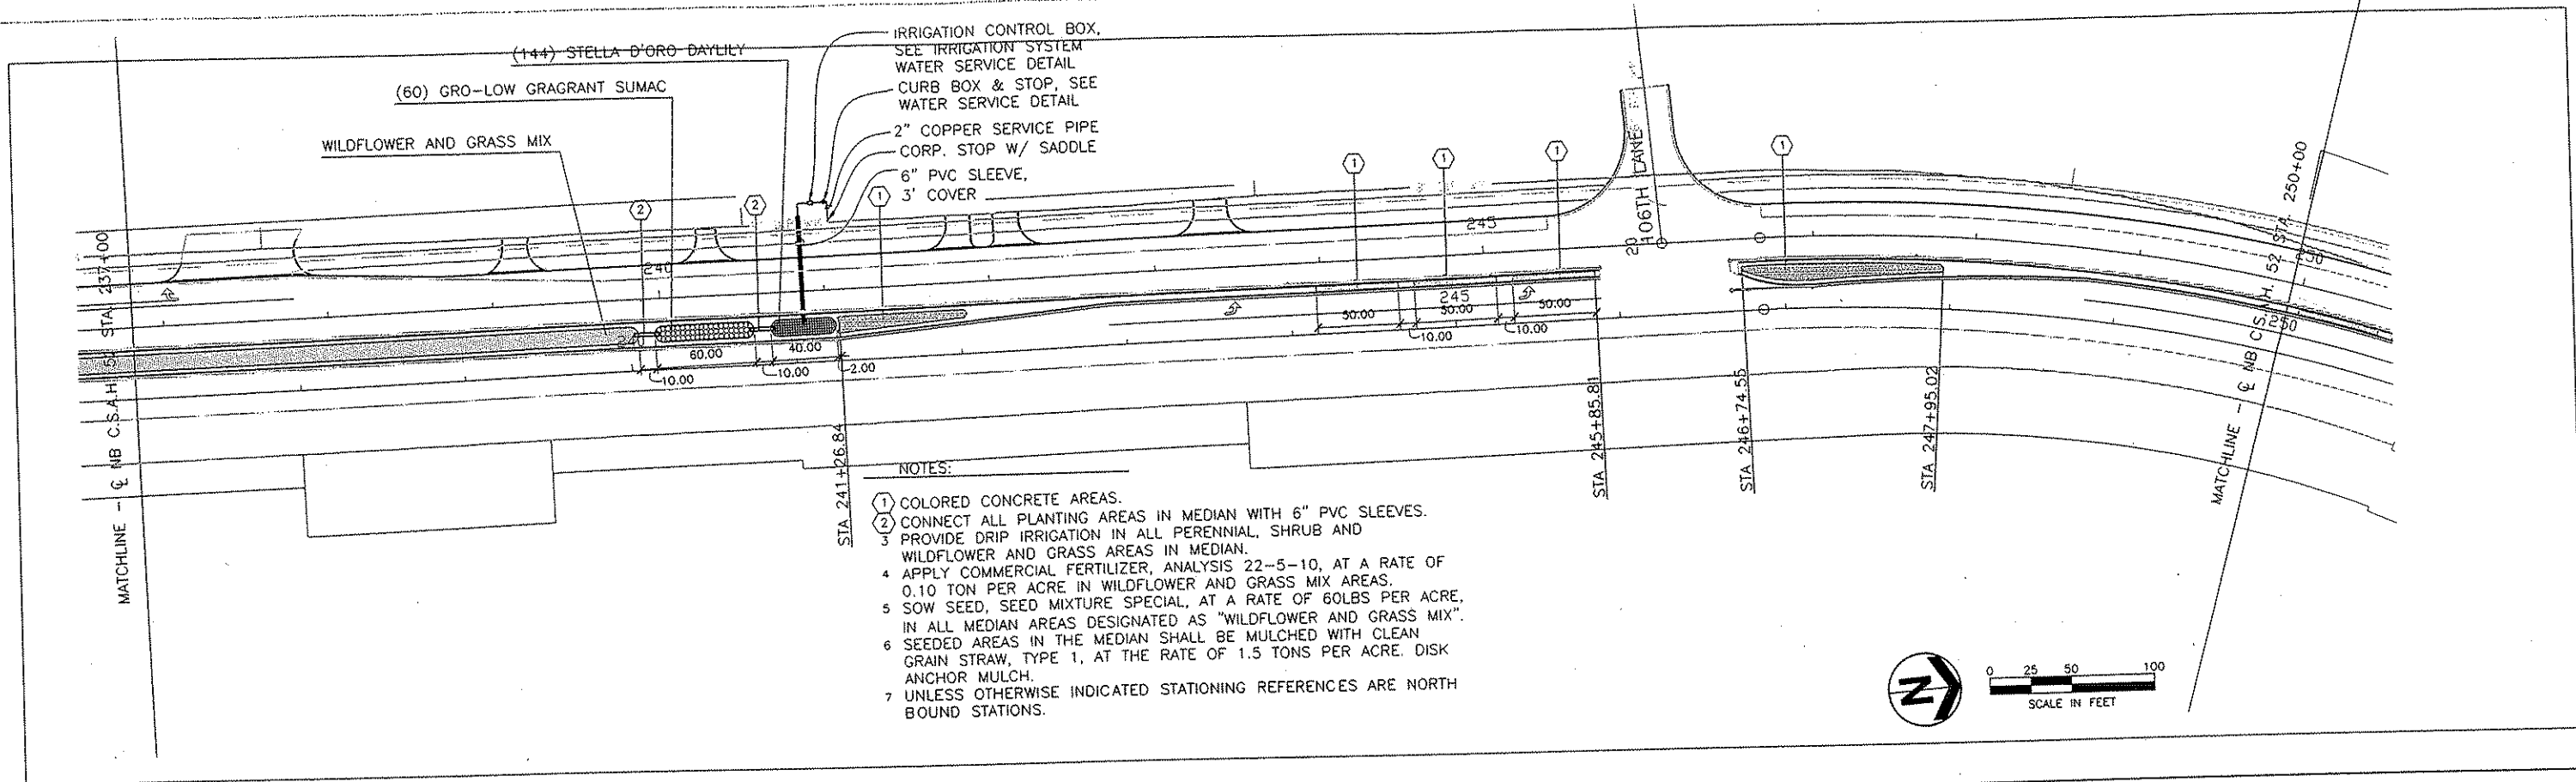 (144) STELLA D'ORO DAYLILY
(60) GRO-LOW GRAGRANT SUMAC
WILDFLOWER AND GRASS MIX
IRRIGATION CONTROL BOX,
SEE IRRIGATION SYSTEM
WATER SERVICE DETAIL
CURB BOX & STOP, SEE
WATER SERVICE DETAIL
2" COPPER SERVICE PIPE
CORP. STOP W/ SADDLE
6" PVC SLEEVE,
3' COVER
2
2
1
1
1
1
1
106TH LANE
20
240
245
250
240
245
250
60.00
40.00
10.00
10.00
2.00
50.00
50.00
50.00
10.00
10.00
MATCHLINE - ℄ NB C.S.A.H. 52 STA 237+00
STA 241+26.84
STA 245+85.81
STA 246+74.55
STA 247+95.02
MATCHLINE - ℄ NB C.S.A.H. 52 STA. 250+00
NOTES:
1 COLORED CONCRETE AREAS.
2 CONNECT ALL PLANTING AREAS IN MEDIAN WITH 6" PVC SLEEVES.
3 PROVIDE DRIP IRRIGATION IN ALL PERENNIAL, SHRUB AND
WILDFLOWER AND GRASS AREAS IN MEDIAN.
4 APPLY COMMERCIAL FERTILIZER, ANALYSIS 22-5-10, AT A RATE OF
0.10 TON PER ACRE IN WILDFLOWER AND GRASS MIX AREAS.
5 SOW SEED, SEED MIXTURE SPECIAL, AT A RATE OF 60LBS PER ACRE,
IN ALL MEDIAN AREAS DESIGNATED AS "WILDFLOWER AND GRASS MIX".
6 SEEDED AREAS IN THE MEDIAN SHALL BE MULCHED WITH CLEAN
GRAIN STRAW, TYPE 1, AT THE RATE OF 1.5 TONS PER ACRE. DISK
ANCHOR MULCH.
7 UNLESS OTHERWISE INDICATED STATIONING REFERENCES ARE NORTH
BOUND STATIONS.
N
0 25 50 100
SCALE IN FEET